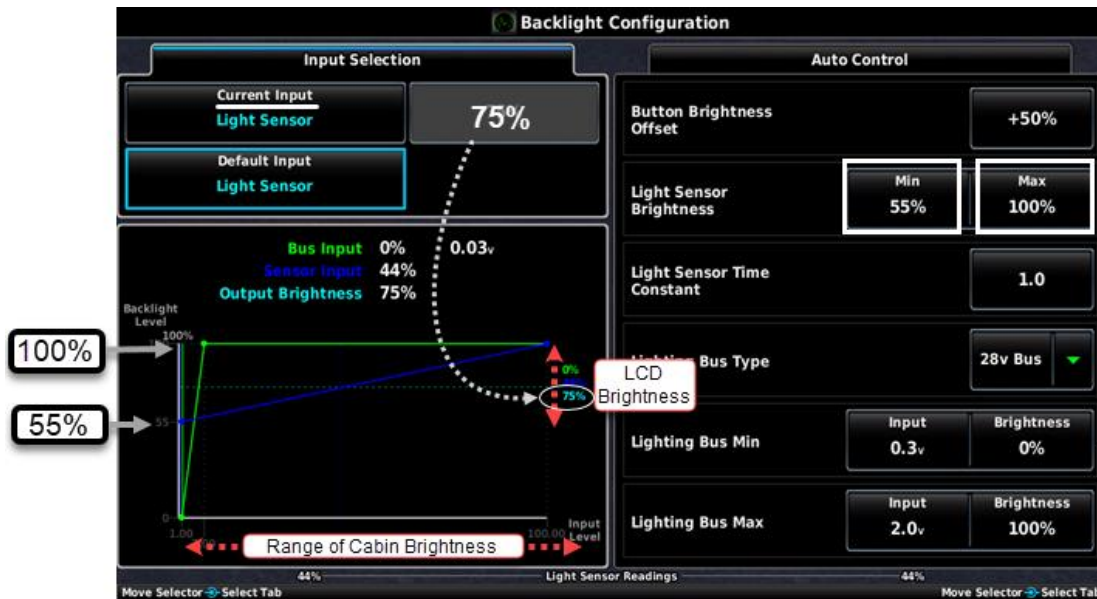 Backlight Configuration
Input Selection
Current Input
Light Sensor
75%
Default Input
Light Sensor
Bus Input 0% 0.03v
Sensor Input 44%
Output Brightness 75%
Backlight
Level
100%
100%
55%
55
0
1.00
100.00
Input
Level
0%
75%
LCD
Brightness
Range of Cabin Brightness
Auto Control
Button Brightness
Offset
+50%
Light Sensor
Brightness
Min
55%
Max
100%
Light Sensor Time
Constant
1.0
Lighting Bus Type
28v Bus
Lighting Bus Min
Input
0.3v
Brightness
0%
Lighting Bus Max
Input
2.0v
Brightness
100%
44% Light Sensor Readings 44%
Move Selector Select Tab
Move Selector Select Tab